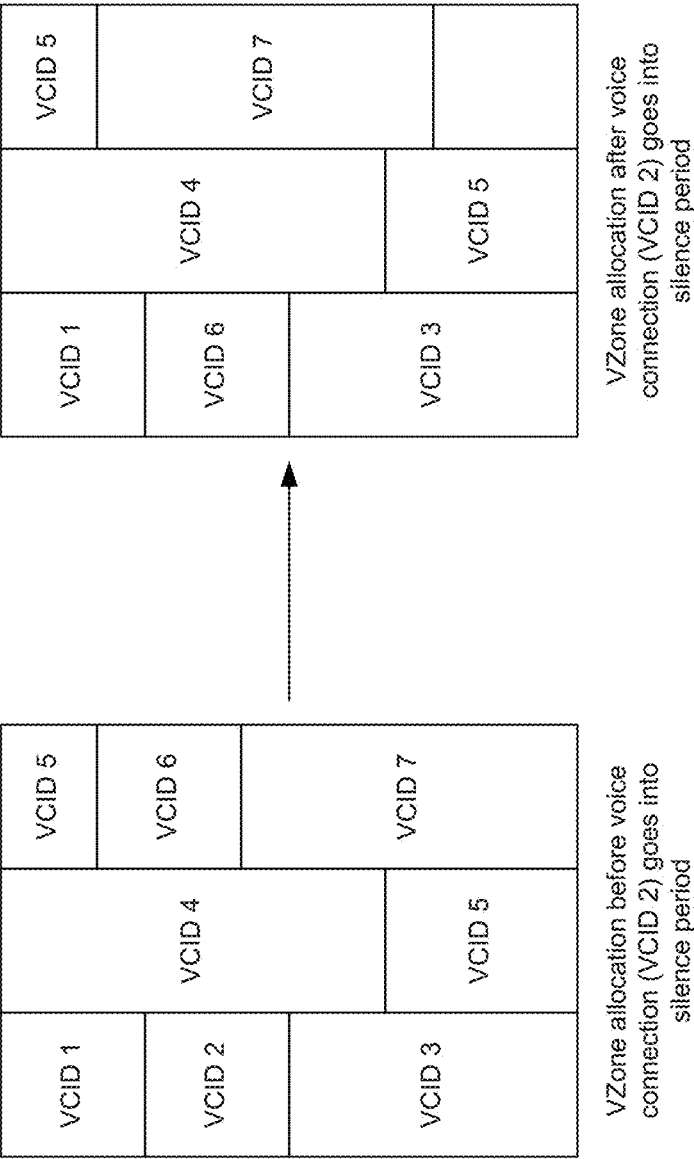 VCID 1
VCID 2
VCID 3
VCID 4
VCID 5
VCID 5
VCID 6
VCID 7
VZone allocation before voice
connection (VCID 2) goes into
silence period
VCID 1
VCID 6
VCID 3
VCID 4
VCID 5
VCID 5
VCID 7
VZone allocation after voice
connection (VCID 2) goes into
silence period